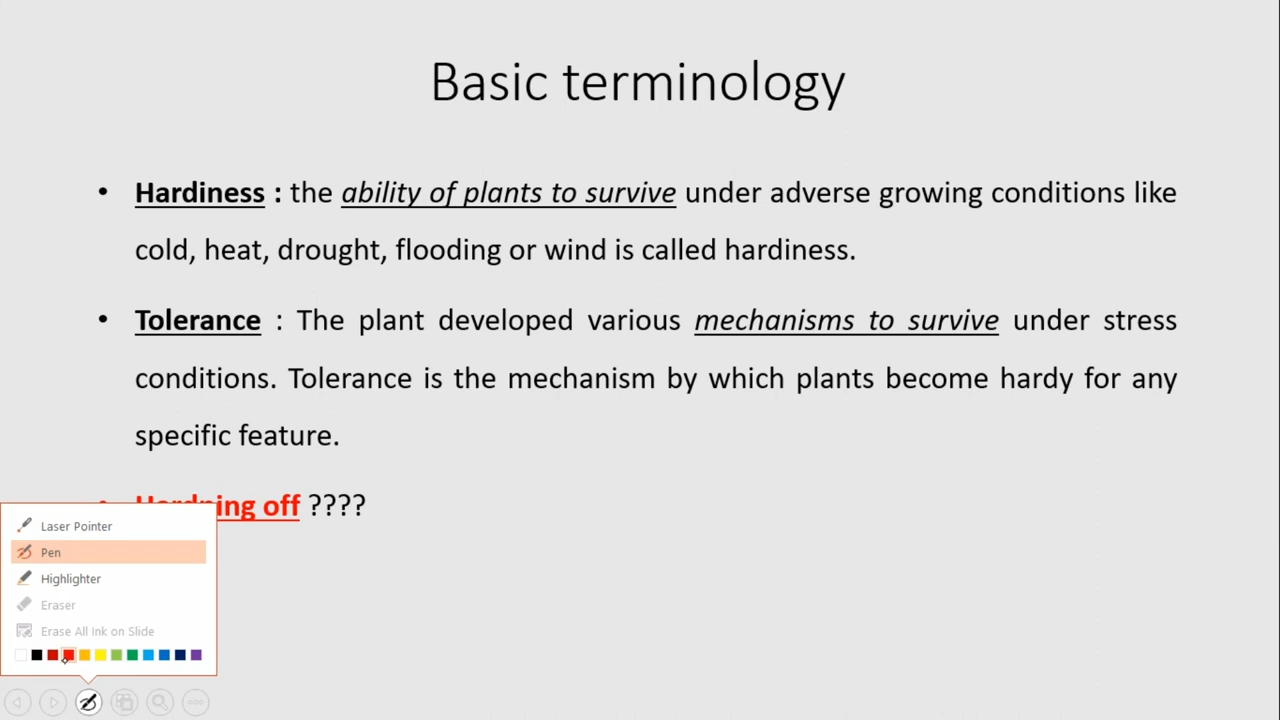 Basic terminology
• Hardiness : the ability of plants to survive under adverse growing conditions like
cold, heat, drought, flooding or wind is called hardiness.
• Tolerance : The plant developed various mechanisms to survive under stress
conditions. Tolerance is the mechanism by which plants become hardy for any
specific feature.
• Hardning off ????
Laser Pointer
Pen
Highlighter
Eraser
Erase All Ink on Slide